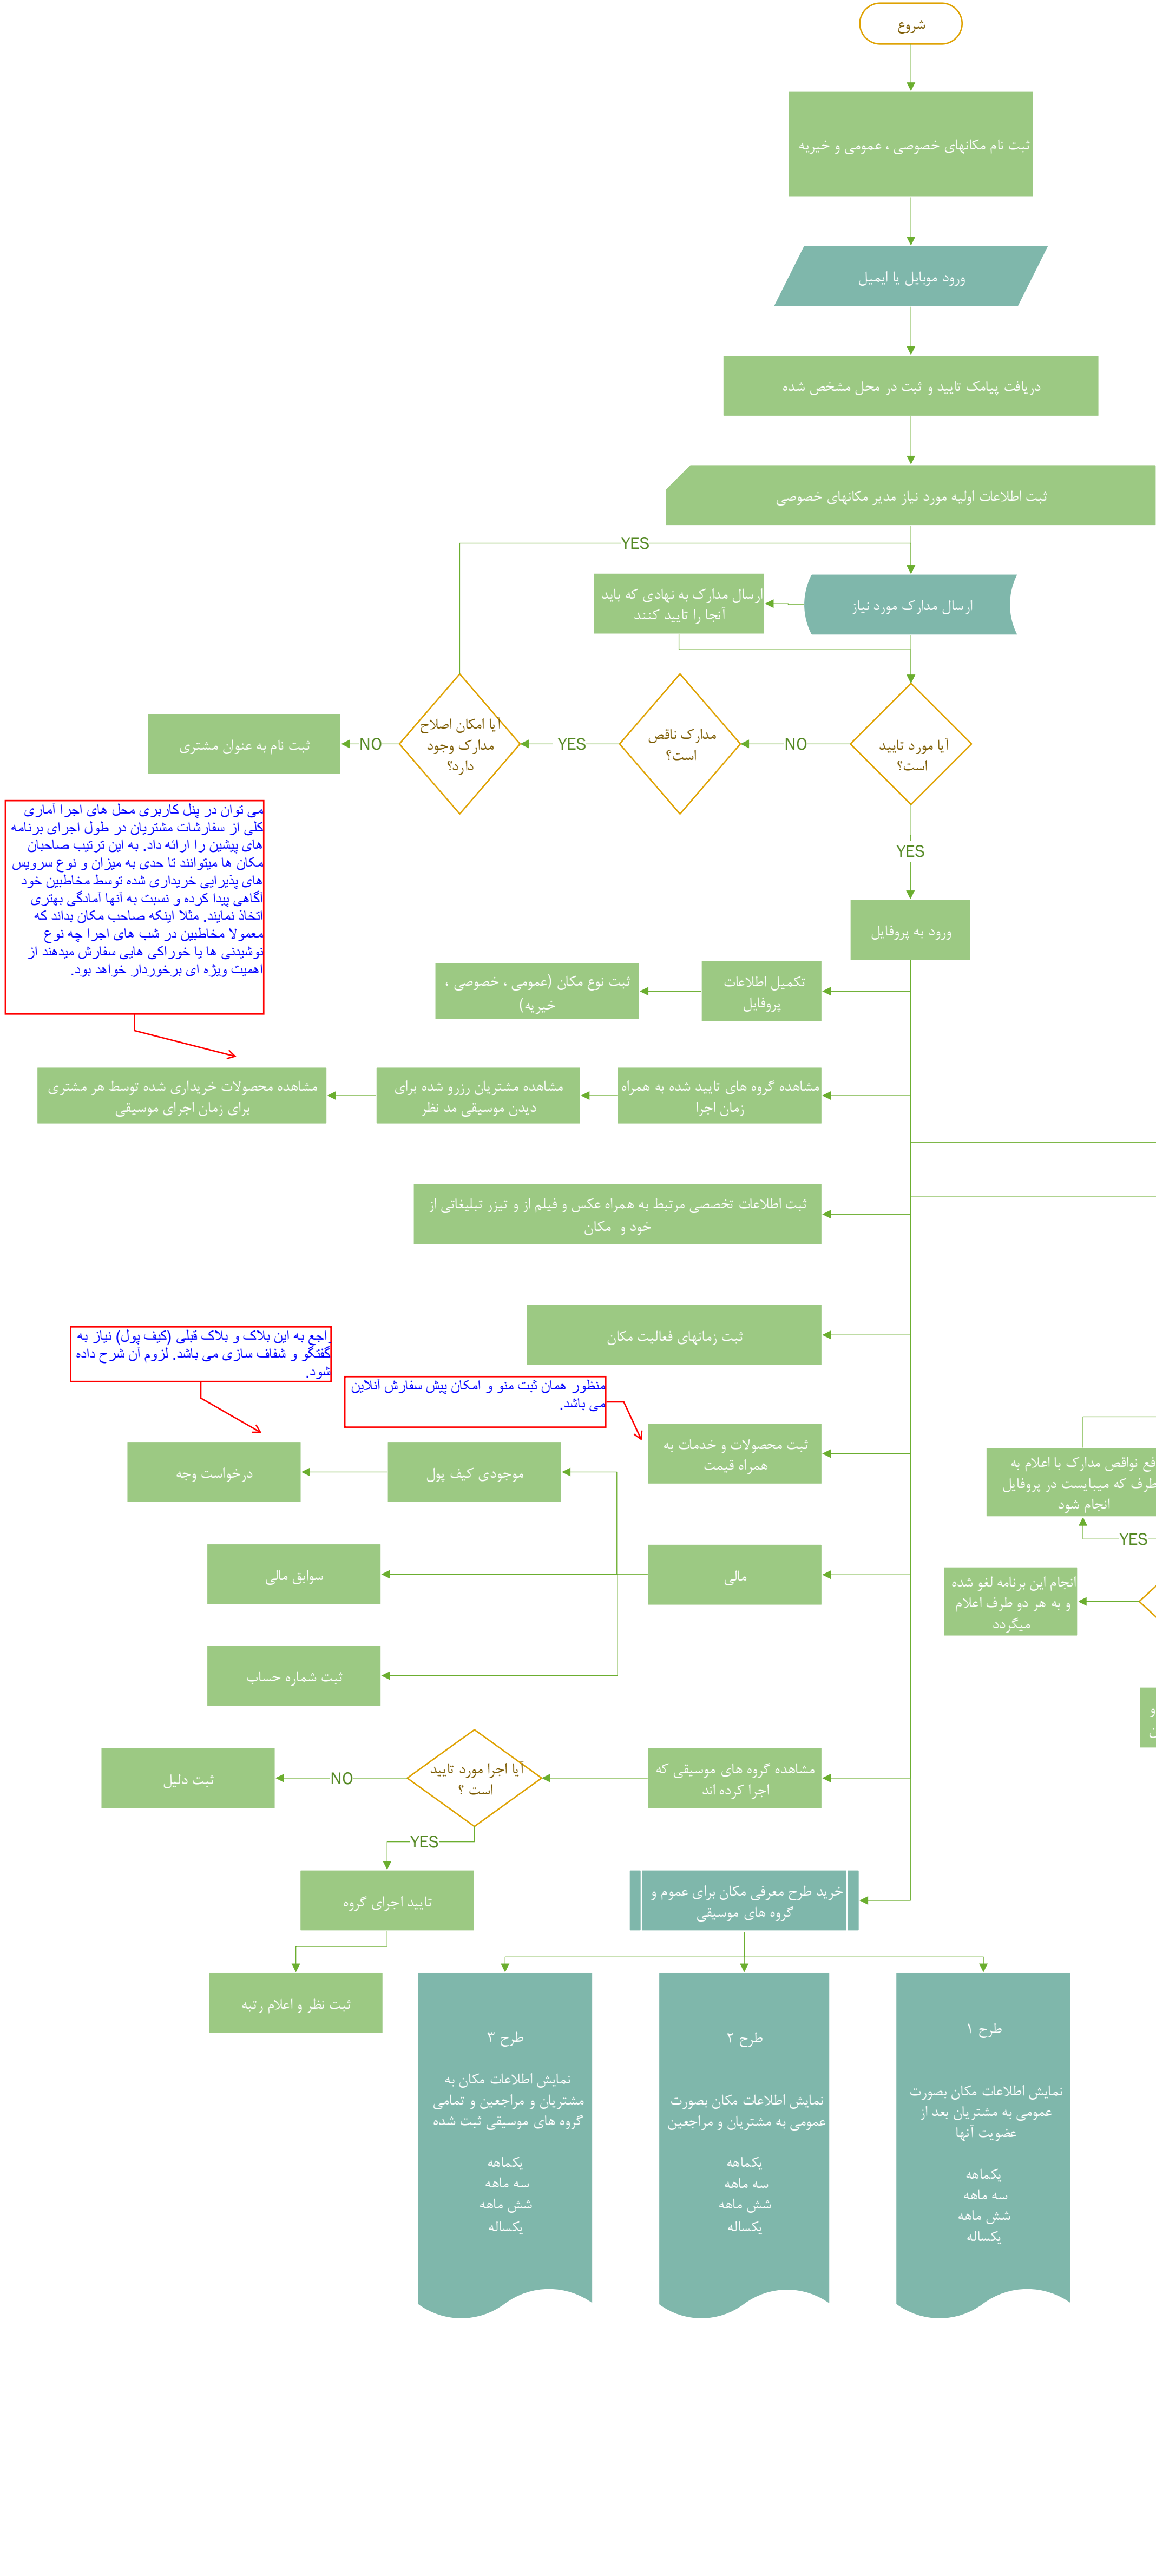 شروع
ثبت نام مکانهای خصوصی ، عمومی و خیریه
ورود موبایل یا ایمیل
دریافت پیامک تایید و ثبت در محل مشخص شده
ثبت اطلاعات اولیه مورد نیاز مدیر مکانهای خصوصی
YES
ارسال مدارک مورد نیاز
ارسال مدارک به نهادی که باید
آنجا را تایید کنند
آیا مورد تایید
است؟
NO
مدارک ناقص
است؟
YES
آیا امکان اصلاح
مدارک وجود
دارد؟
NO
ثبت نام به عنوان مشتری
YES
می توان در پنل کاربری محل های اجرا آماری
کلی از سفارشات مشتریان در طول اجرای برنامه
های پیشین را ارائه داد. به این ترتیب صاحبان
مکان ها میتوانند تا حدی به میزان و نوع سرویس
های پذیرایی خریداری شده توسط مخاطبین خود
آگاهی پیدا کرده و نسبت به آنها آمادگی بهتری
اتخاذ نمایند. مثلا اینکه صاحب مکان بداند که
معمولا مخاطبین در شب های اجرا چه نوع
نوشیدنی ها یا خوراکی هایی سفارش میدهند از
اهمیت ویژه ای برخوردار خواهد بود.
ورود به پروفایل
تکمیل اطلاعات
پروفایل
ثبت نوع مکان (عمومی ، خصوصی ،
خیریه)
مشاهده گروه های تایید شده به همراه
زمان اجرا
مشاهده مشتریان رزرو شده برای
دیدن موسیقی مد نظر
مشاهده محصولات خریداری شده توسط هر مشتری
برای زمان اجرای موسیقی
ثبت اطلاعات تخصصی مرتبط به همراه عکس و فیلم از و تیزر تبلیغاتی از
خود و مکان
ثبت زمانهای فعالیت مکان
راجع به این بلاک و بلاک قبلی (کیف پول) نیاز به
گفتگو و شفاف سازی می باشد. لزوم آن شرح داده
شود.
منظور همان ثبت منو و امکان پیش سفارش آنلاین
می باشد.
ثبت محصولات و خدمات به
همراه قیمت
موجودی کیف پول
درخواست وجه
فع نواقص مدارک با اعلام به
طرف که میبایست در پروفایل
انجام شود
YES
مالی
سوابق مالی
انجام این برنامه لغو شده
و به هر دو طرف اعلام
میگردد
ثبت شماره حساب
و
مشاهده گروه های موسیقی که
اجرا کرده اند
آیا اجرا مورد تایید
است ؟
NO
ثبت دلیل
YES
تایید اجرای گروه
خرید طرح معرفی مکان برای عموم و
گروه های موسیقی
ثبت نظر و اعلام رتبه
طرح ۱
نمایش اطلاعات مکان بصورت
عمومی به مشتریان بعد از
عضویت آنها
یکماهه
سه ماهه
شش ماهه
یکساله
طرح ۲
نمایش اطلاعات مکان بصورت
عمومی به مشتریان و مراجعین
یکماهه
سه ماهه
شش ماهه
یکساله
طرح ۳
نمایش اطلاعات مکان به
مشتریان و مراجعین و تمامی
گروه های موسیقی ثبت شده
یکماهه
سه ماهه
شش ماهه
یکساله